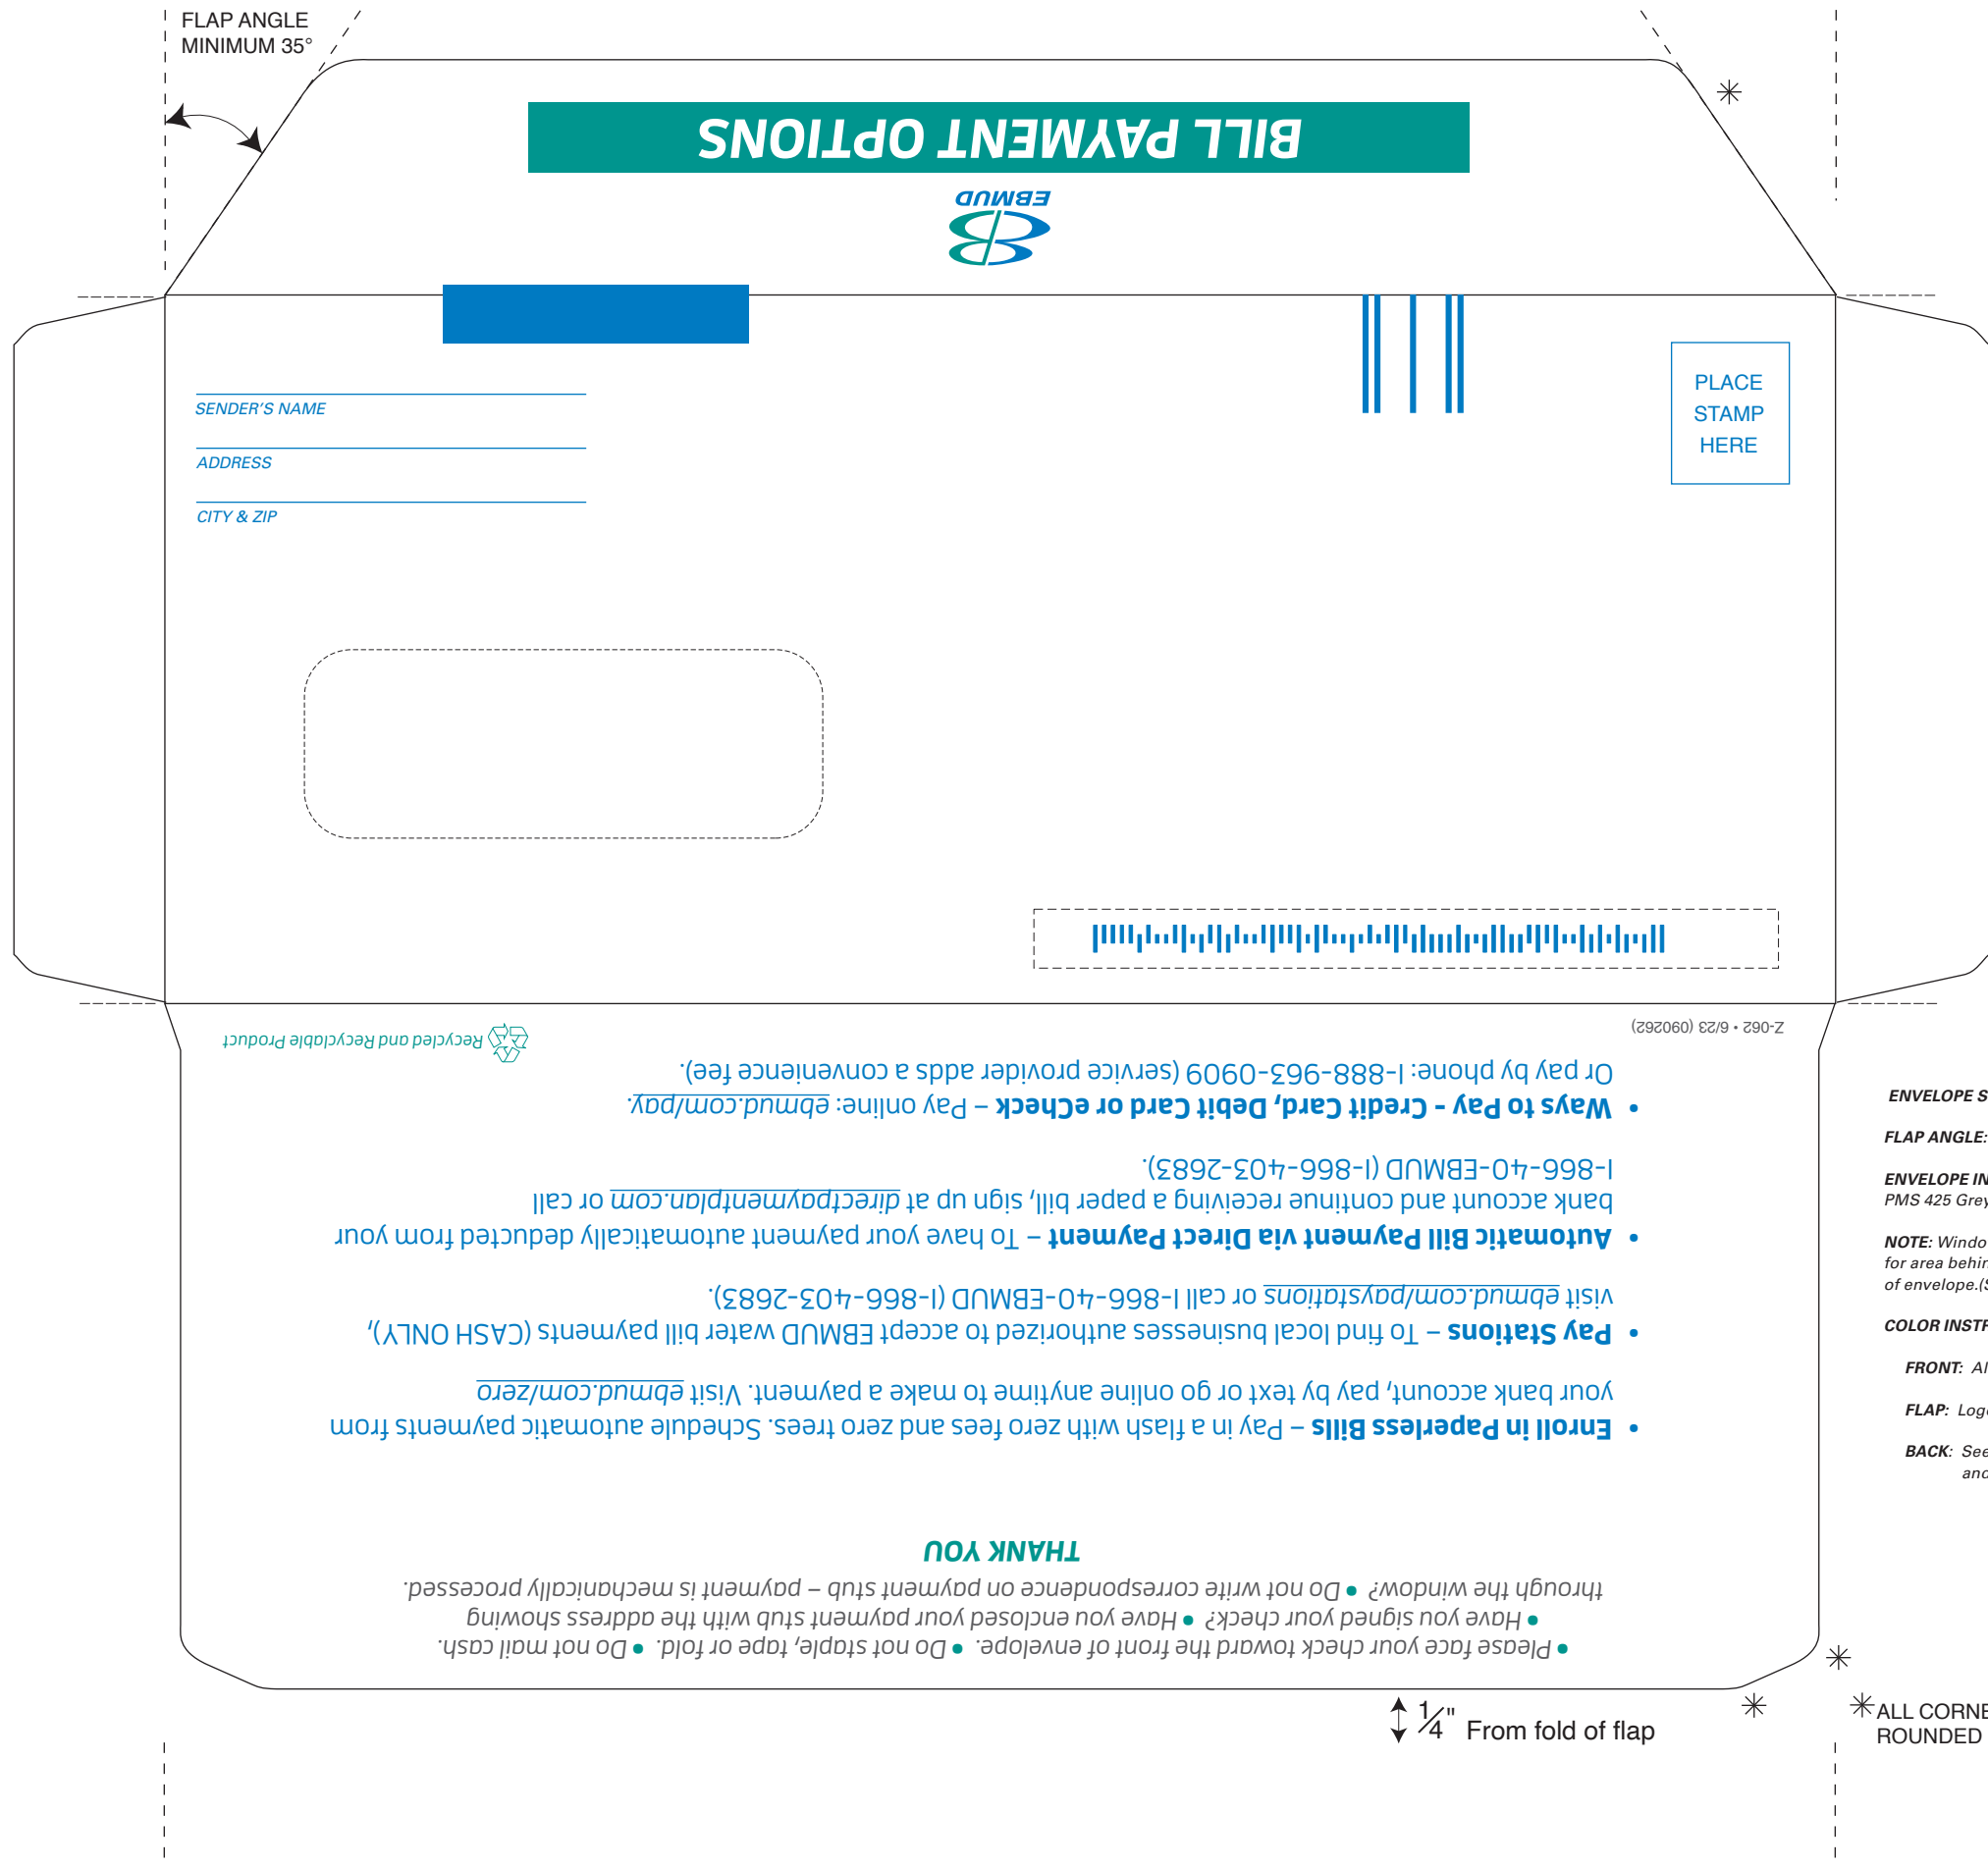 FLAP ANGLE
MINIMUM 35°
BILL PAYMENT OPTIONS
EBMUD
SENDER'S NAME
ADDRESS
CITY & ZIP
PLACE
STAMP
HERE
• Please face your check toward the front of envelope. • Do not staple, tape or fold. • Do not mail cash.
• Have you signed your check? • Have you enclosed your payment stub with the address showing
through the window? • Do not write correspondence on payment stub – payment is mechanically processed.
THANK YOU
• Enroll in Paperless Bills – Pay in a flash with zero fees and zero trees. Schedule automatic payments from
your bank account, pay by text or go online anytime to make a payment. Visit ebmud.com/zero
• Pay Stations – To find local businesses authorized to accept EBMUD water bill payments (CASH ONLY),
visit ebmud.com/paystations or call 1-866-40-EBMUD (1-866-403-2683).
• Automatic Bill Payment via Direct Payment – To have your payment automatically deducted from your
bank account and continue receiving a paper bill, sign up at directpaymentplan.com or call
1-866-40-EBMUD (1-866-403-2683).
• Ways to Pay - Credit Card, Debit Card or eCheck – Pay online: ebmud.com/pay.
Or pay by phone: 1-888-963-0909 (service provider adds a convenience fee).
Z-062 • 6/23 (090262)
Recycled and Recyclable Product
ENVELOPE S
FLAP ANGLE:
ENVELOPE IN
PMS 425 Grey
NOTE: Windo
for area behin
of envelope.(S
COLOR INSTR
FRONT: Al
FLAP: Logo
BACK: See
and
1/4" From fold of flap
ALL CORNE
ROUNDED